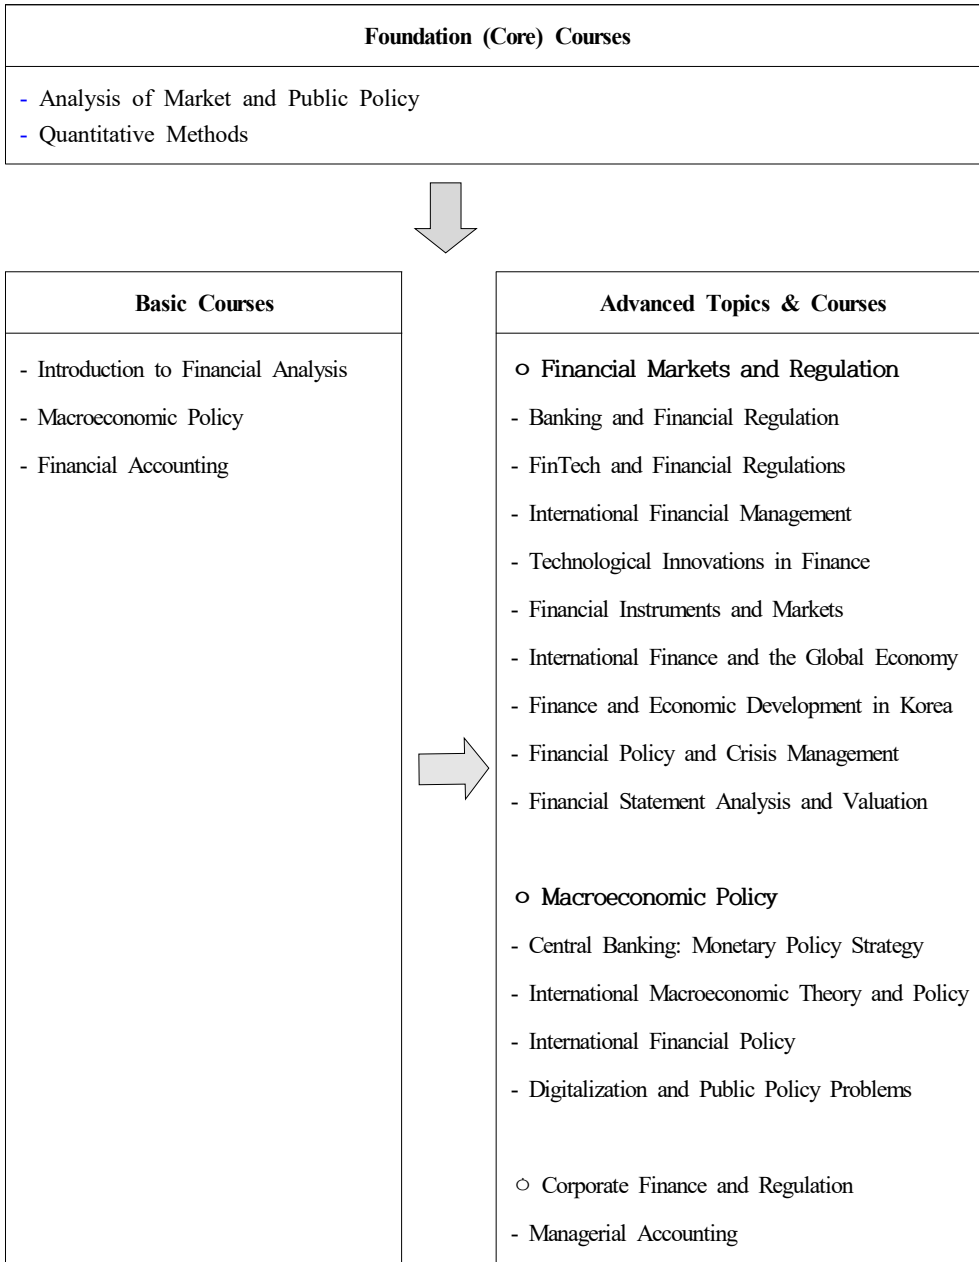 Foundation (Core) Courses
- Analysis of Market and Public Policy
- Quantitative Methods
Basic Courses
- Introduction to Financial Analysis
- Macroeconomic Policy
- Financial Accounting
Advanced Topics & Courses
o Financial Markets and Regulation
- Banking and Financial Regulation
- FinTech and Financial Regulations
- International Financial Management
- Technological Innovations in Finance
- Financial Instruments and Markets
- International Finance and the Global Economy
- Finance and Economic Development in Korea
- Financial Policy and Crisis Management
- Financial Statement Analysis and Valuation
o Macroeconomic Policy
- Central Banking: Monetary Policy Strategy
- International Macroeconomic Theory and Policy
- International Financial Policy
- Digitalization and Public Policy Problems
○ Corporate Finance and Regulation
- Managerial Accounting